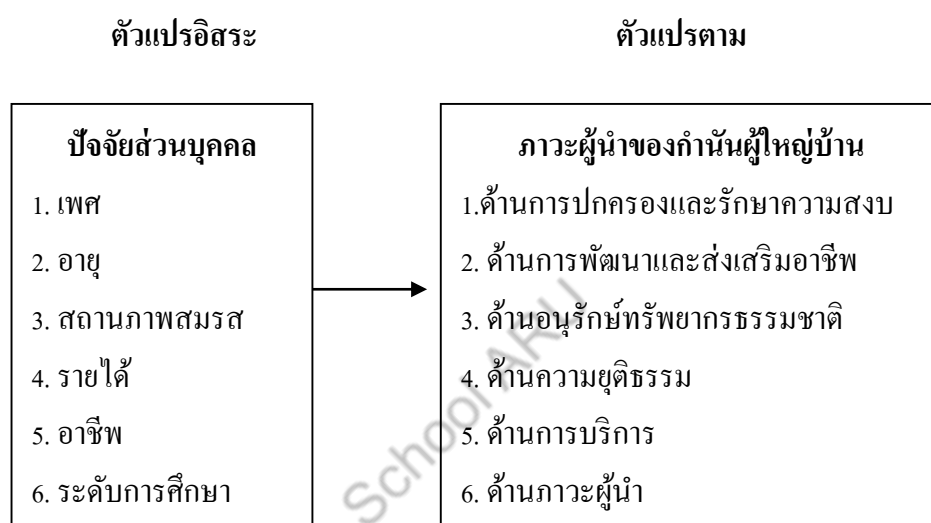 ตัวแปรอิสระ
ตัวแปรตาม
ปัจจัยส่วนบุคคล
1. เพศ
2. อายุ
3. สถานภาพสมรส
4. รายได้
5. อาชีพ
6. ระดับการศึกษา
ภาวะผู้นำของกำนันผู้ใหญ่บ้าน
1.ด้านการปกครองและรักษาความสงบ
2. ด้านการพัฒนาและส่งเสริมอาชีพ
3. ด้านอนุรักษ์ทรัพยากรธรรมชาติ
4. ด้านความยุติธรรม
5. ด้านการบริการ
6. ด้านภาวะผู้นำ
School ARU